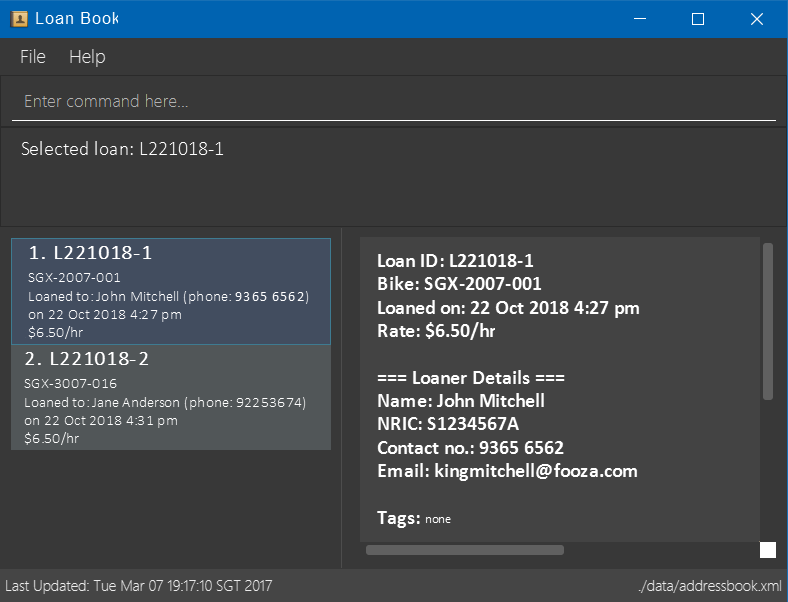 Loan Book
File Help
Enter command here...
Selected loan: L221018-1
1. L221018-1
SGX-2007-001
Loaned to: John Mitchell (phone: 9365 6562)
on 22 Oct 2018 4:27 pm
$6.50/hr
2. L221018-2
SGX-3007-016
Loaned to: Jane Anderson (phone: 92253674)
on 22 Oct 2018 4:31 pm
$6.50/hr
Loan ID: L221018-1
Bike: SGX-2007-001
Loaned on: 22 Oct 2018 4:27 pm
Rate: $6.50/hr
=== Loaner Details ===
Name: John Mitchell
NRIC: S1234567A
Contact no.: 9365 6562
Email: kingmitchell@fooza.com
Tags: none
Last Updated: Tue Mar 07 19:17:10 SGT 2017
./data/addressbook.xml